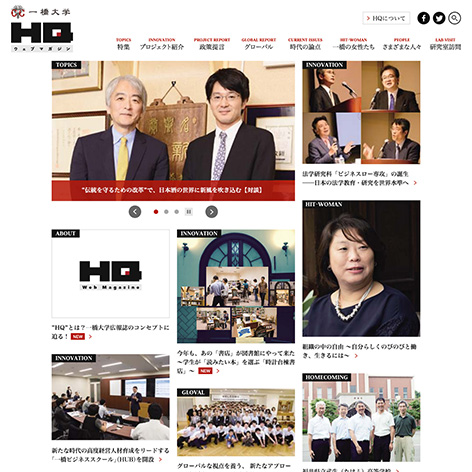 一橋大学
HQ
ウェブマガジン
HQについて
TOPICS
特集
INNOVATION
プロジェクト紹介
PROJECT REPORT
政策提言
GLOBAL REPORT
グローバル
CURRENT ISSUES
時代の論点
HIT-WOMAN
一橋の女性たち
PEOPLE
さまざまな人々
LAB VISIT
研究室訪問
TOPICS
“伝統を守るための改革”で、日本酒の世界に新風を吹き込む【対談】
INNOVATION
法学研究科「ビジネスロー専攻」の誕生
――日本の法学教育・研究を世界水準へ
HIT-WOMAN
組織の中の自由 ～自分らしくのびのびと働
き、生きるには～
ABOUT
HQ
Web Magazine
“HQ”とは？一橋大学広報誌のコンセプトに
迫る！ NEW
INNOVATION
今年も、あの「書店」が図書館にやって来た
～学生が「読みたい本」を選ぶ「時計台棟書
店」～ NEW
INNOVATION
新たな時代の高度経営人材育成をリードする
「一橋ビジネススクール」(HUB)を開設
GLOVAL
グローバルな視点を養う、 新たなアプロー
HOMECOMING